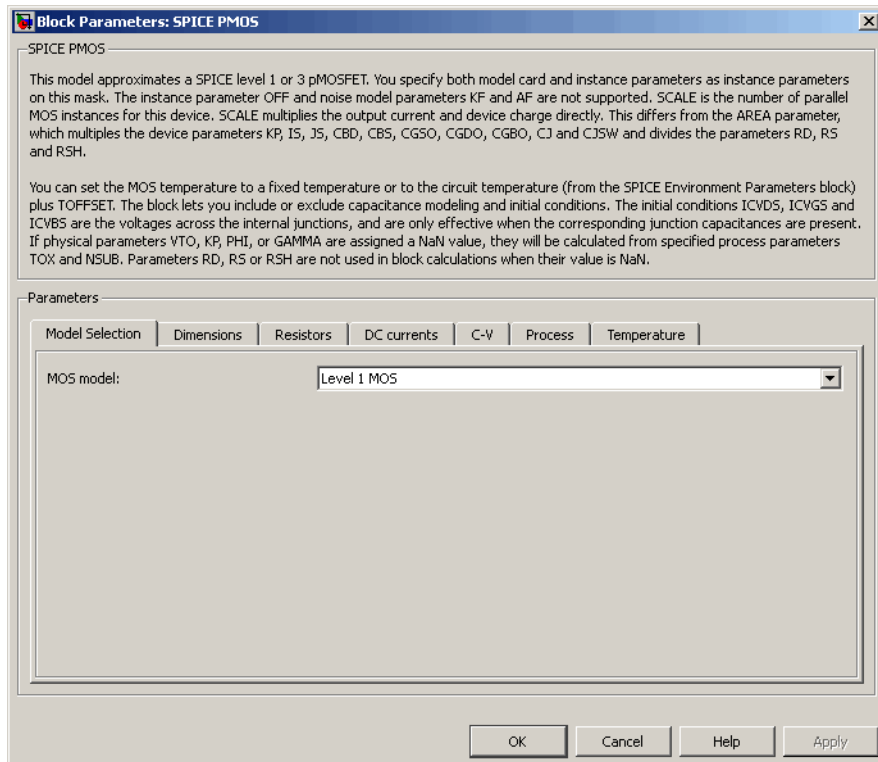 Block Parameters: SPICE PMOS
SPICE PMOS
This model approximates a SPICE level 1 or 3 pMOSFET. You specify both model card and instance parameters as instance parameters
on this mask. The instance parameter OFF and noise model parameters KF and AF are not supported. SCALE is the number of parallel
MOS instances for this device. SCALE multiplies the output current and device charge directly. This differs from the AREA parameter,
which multiples the device parameters KP, IS, JS, CBD, CBS, CGSO, CGDO, CGBO, CJ and CJSW and divides the parameters RD, RS
and RSH.
You can set the MOS temperature to a fixed temperature or to the circuit temperature (from the SPICE Environment Parameters block)
plus TOFFSET. The block lets you include or exclude capacitance modeling and initial conditions. The initial conditions ICVDS, ICVGS and
ICVBS are the voltages across the internal junctions, and are only effective when the corresponding junction capacitances are present.
If physical parameters VTO, KP, PHI, or GAMMA are assigned a NaN value, they will be calculated from specified process parameters
TOX and NSUB. Parameters RD, RS or RSH are not used in block calculations when their value is NaN.
Parameters
Model Selection Dimensions Resistors DC currents C-V Process Temperature
MOS model: Level 1 MOS
OK Cancel Help Apply